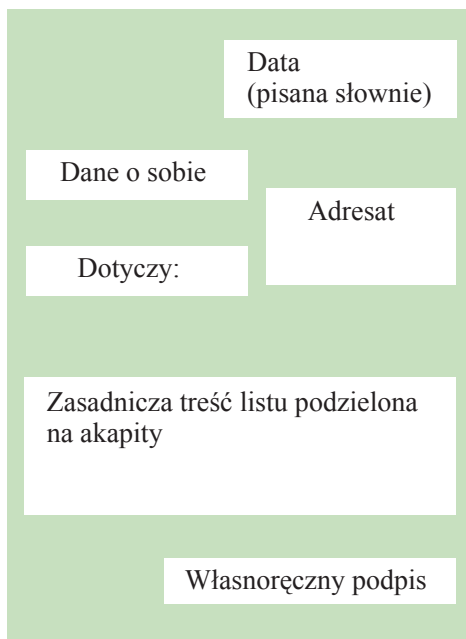 Data
(pisana słownie)
Dane o sobie
Adresat
Dotyczy:
Zasadnicza treść listu podzielona
na akapity
Własnoręczny podpis